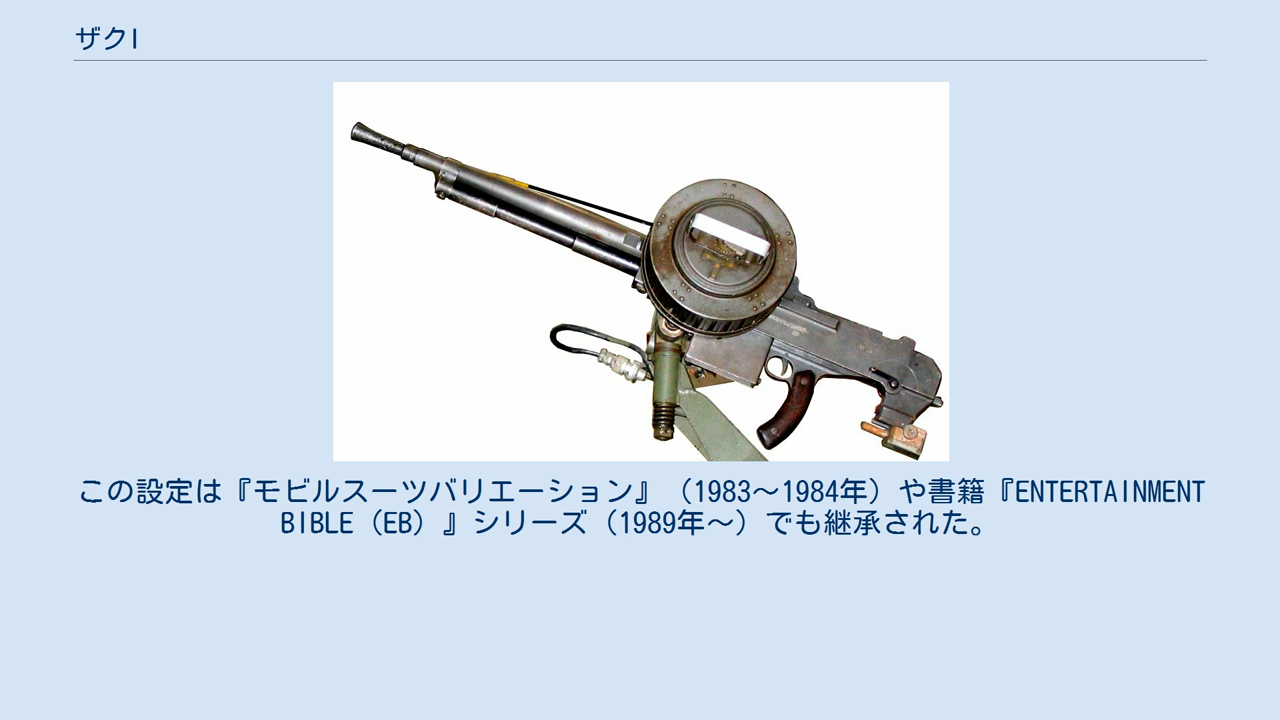 ザクI
この設定は『モビルスーツバリエーション』（1983〜1984年）や書籍『ENTERTAINMENT
BIBLE（EB）』シリーズ（1989年〜）でも継承された。